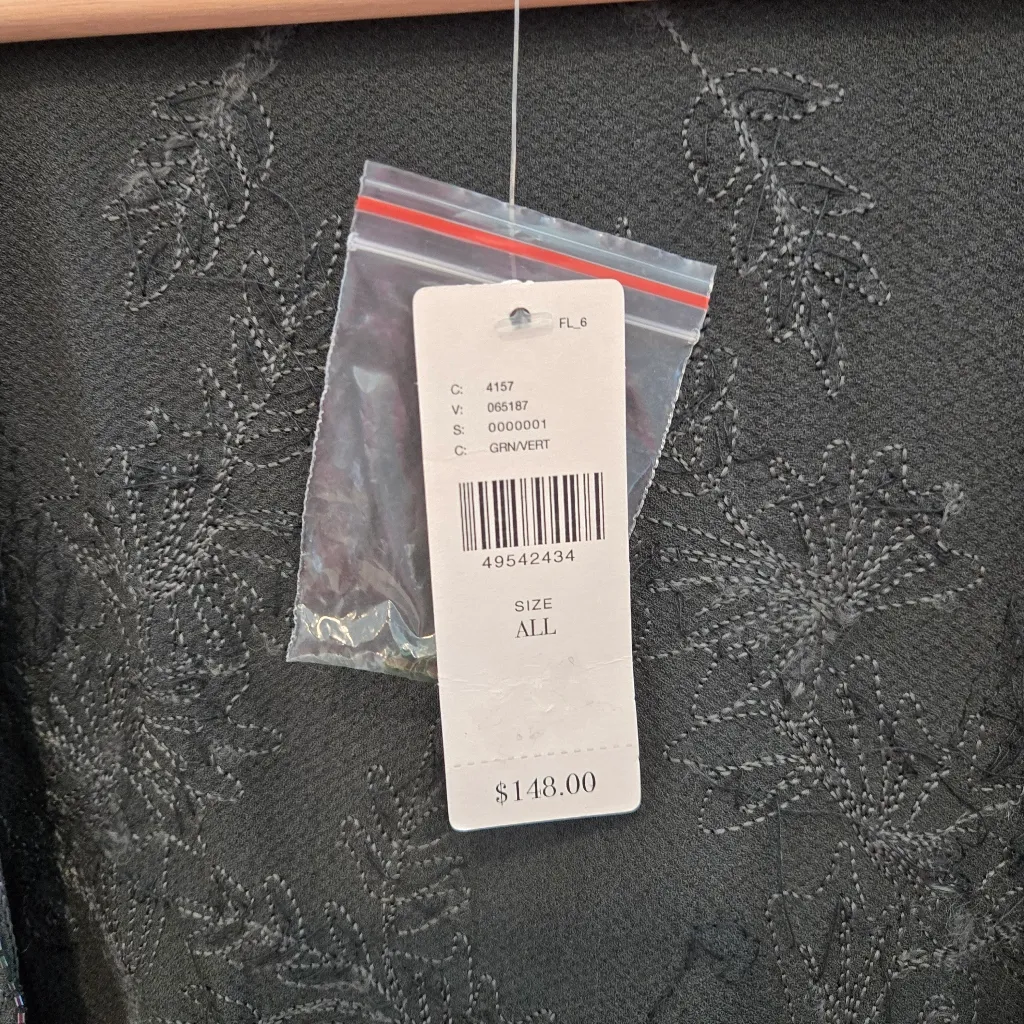 FL_6
C: 4157
V: 065187
S: 0000001
C: GRN/VERT
49542434
SIZE
ALL
$148.00